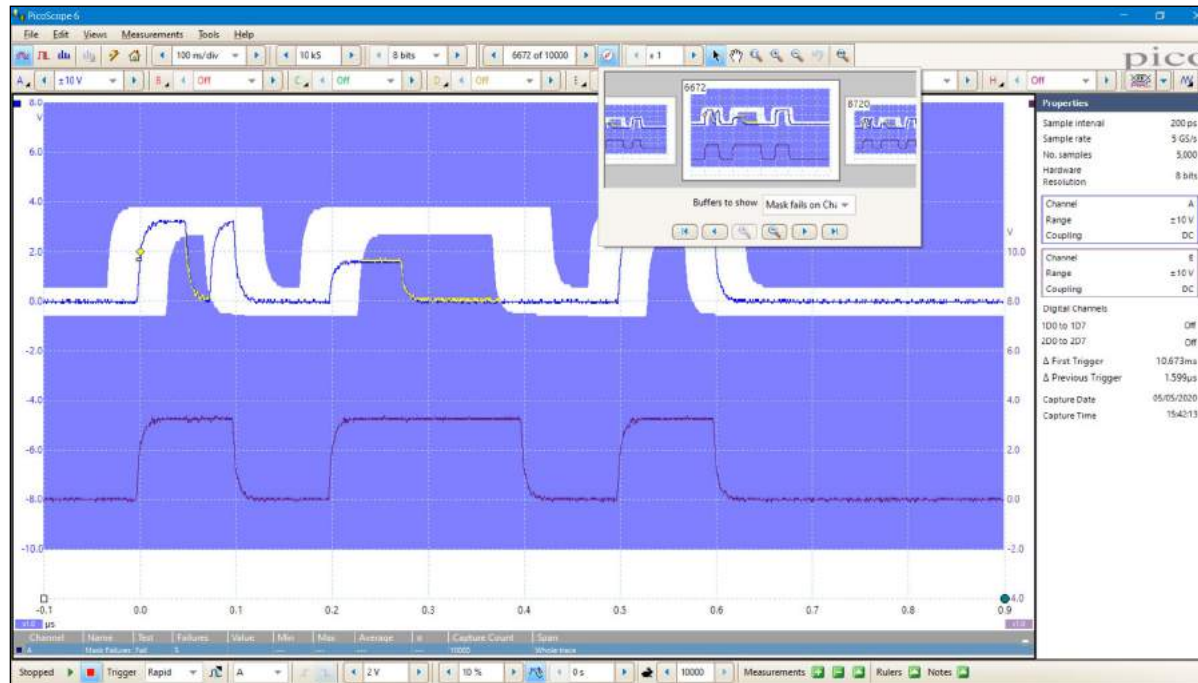 PicoScope 6
File Edit Views Measurements Tools Help
100 ns/div 10 kS 8 bits 6672 of 10000 x 1
pico
A ±10 V B Off C Off D Off E H Off
6672
8720
Buffers to show Mask fails on Cha
8.0
V
6.0
4.0
2.0
0.0
-2.0
-4.0
-6.0
-8.0
-10.0
V
10.0
8.0
6.0
4.0
2.0
0.0
-2.0
-4.0
-0.1 0.0 0.1 0.2 0.3 0.4 0.5 0.6 0.7 0.8 0.9
x1.0 µs x1.0
Properties
Sample interval 200 ps
Sample rate 5 GS/s
No. samples 5,000
Hardware Resolution 8 bits
Channel A
Range ±10 V
Coupling DC
Channel E
Range ±10 V
Coupling DC
Digital Channels
1D0 to 1D7 Off
2D0 to 2D7 Off
Δ First Trigger 10.673ms
Δ Previous Trigger 1.599µs
Capture Date 05/05/2020
Capture Time 15:42:13
Channel Name Test Failures Value Min Max Average σ Capture Count Span
A Mask Failures Fail 5 --- --- --- --- --- 10000 Whole trace
Stopped Trigger Rapid A 2 V 10 % 0 s 10000 Measurements Rulers Notes